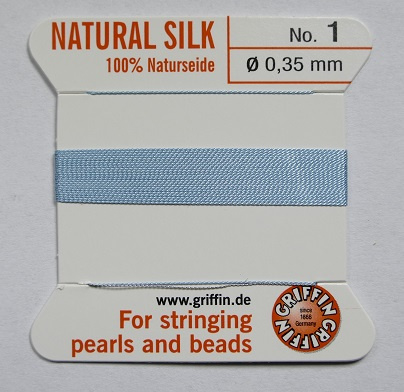 NATURAL SILK
100% Naturseide
No. 1
Ø 0,35 mm
www.griffin.de
For stringing
pearls and beads
GRIFFIN GRIFFIN
since
1866
Germany